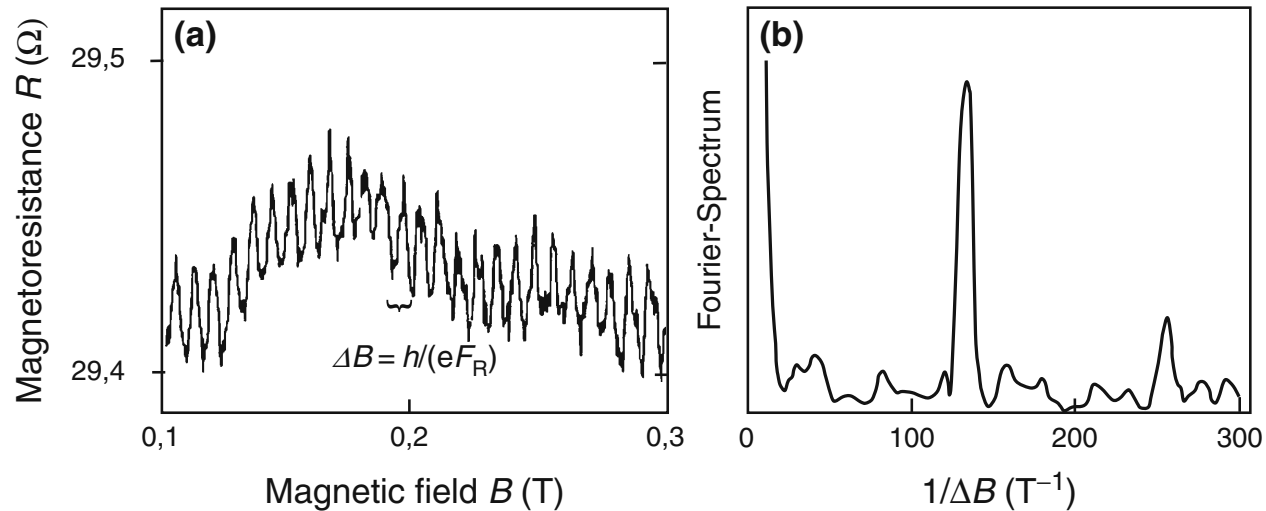 (a)
Magnetoresistance R (Ω)
29,5
29,4
ΔB = h/(eF_R)
0,1
0,2
0,3
Magnetic field B (T)
(b)
Fourier-Spectrum
0
100
200
300
1/ΔB (T⁻¹)